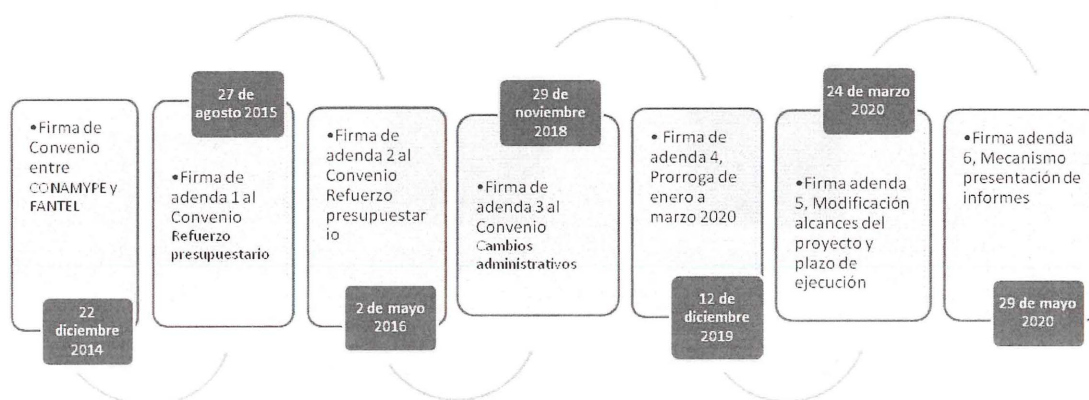 •Firma de
Convenio
entre
CONAMYPE y
FANTEL
22
diciembre
2014
27 de
agosto 2015
•Firma de
adenda 1 al
Convenio
Refuerzo
presupuestario
•Firma de
adenda 2 al
Convenio
Refuerzo
presupuestar
io
2 de mayo
2016
29 de
noviembre
2018
•Firma de
adenda 3 al
Convenio
Cambios
administrativos
• Firma de
adenda 4,
Prorroga de
enero a
marzo 2020
12 de
diciembre
2019
24 de marzo
2020
•Firma adenda
5, Modificación
alcances del
proyecto y
plazo de
ejecución
•Firma adenda
6, Mecanismo
presentación de
informes
29 de mayo
2020